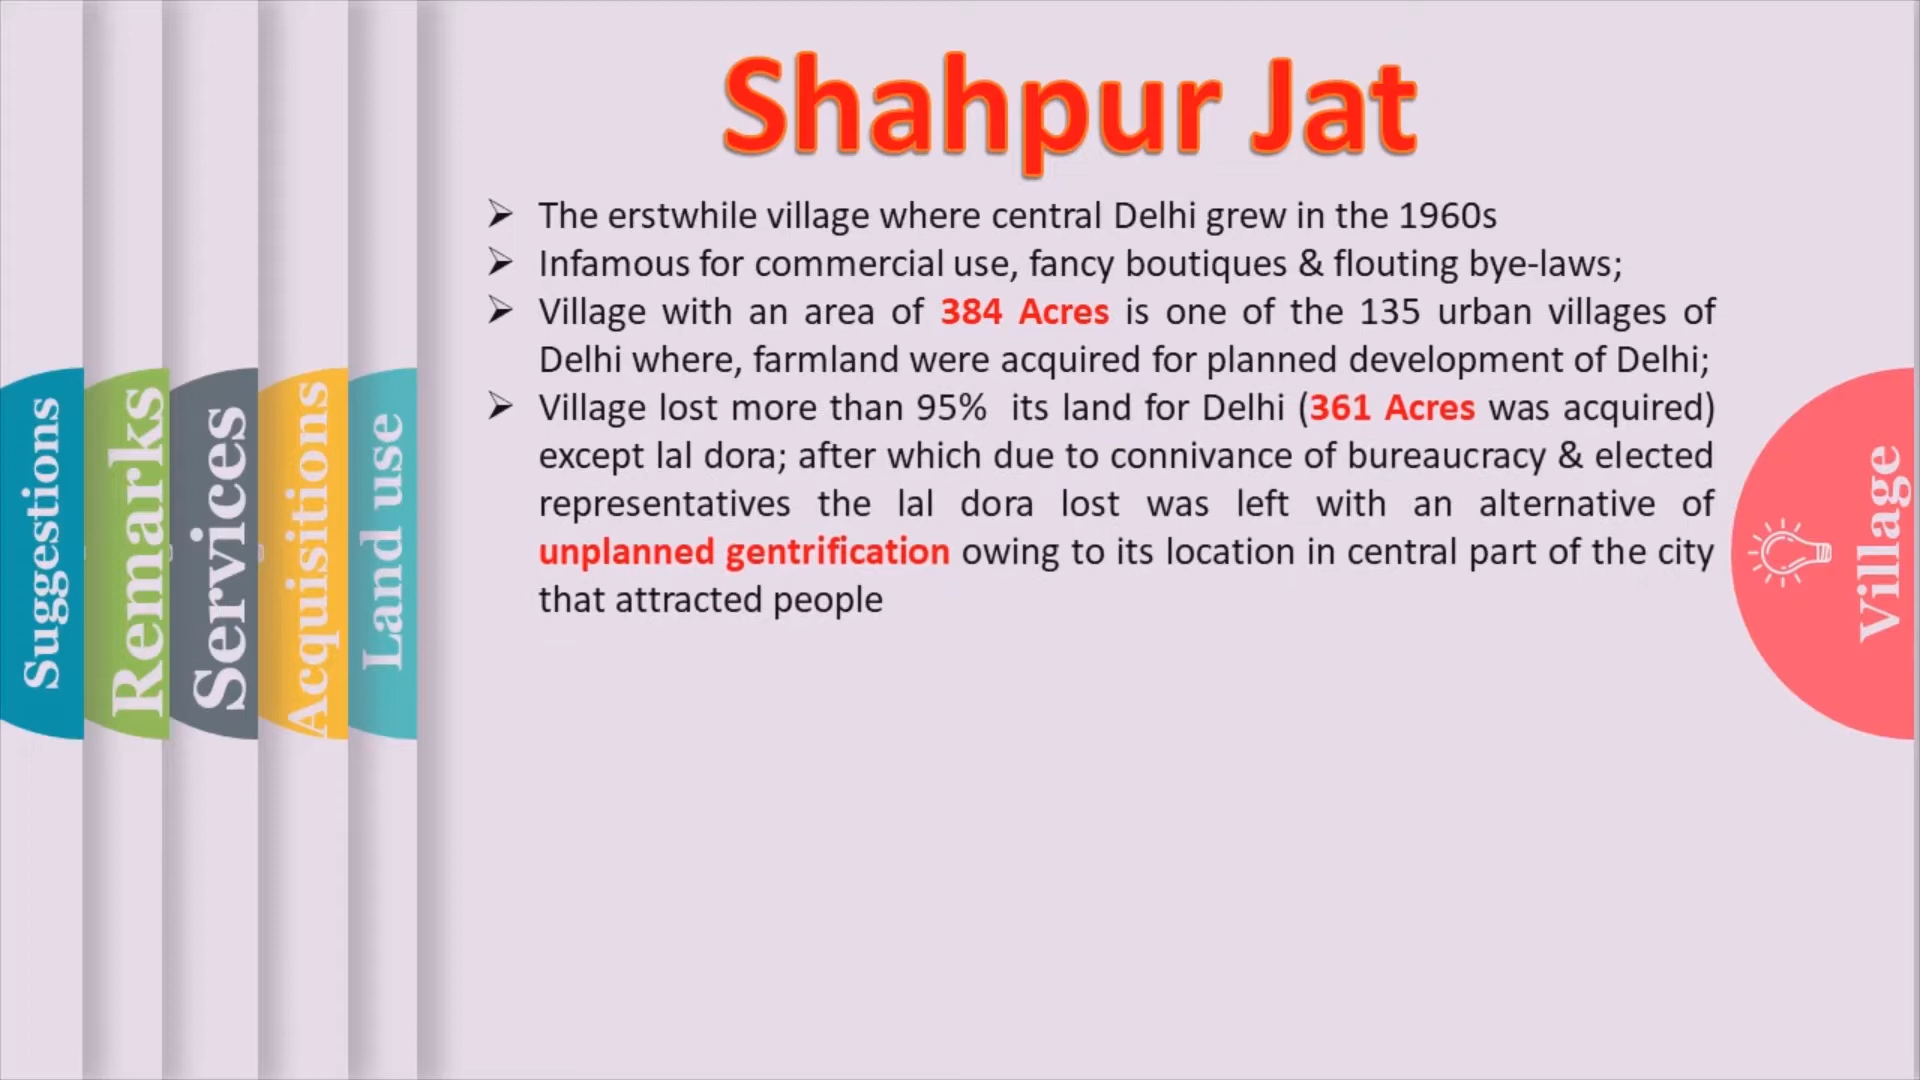 Shahpur Jat
➢ The erstwhile village where central Delhi grew in the 1960s
➢ Infamous for commercial use, fancy boutiques & flouting bye-laws;
➢ Village with an area of 384 Acres is one of the 135 urban villages of
Delhi where, farmland were acquired for planned development of Delhi;
➢ Village lost more than 95% its land for Delhi (361 Acres was acquired)
except lal dora; after which due to connivance of bureaucracy & elected
representatives the lal dora lost was left with an alternative of
unplanned gentrification owing to its location in central part of the city
that attracted people
Suggestions
Remarks
Services
Acquisitions
Land use
Village